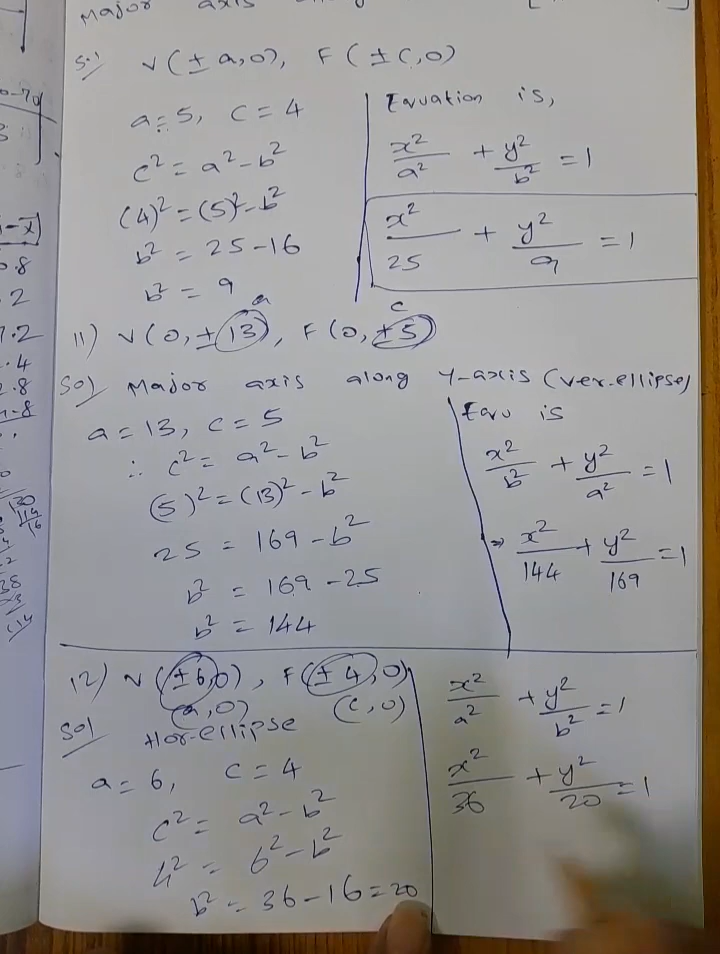 Major axis along
Sol V(±a,0), F(±c,0)
a=5, c=4
c² = a²-b²
(4)² = (5)²-b²
b² = 25-16
b² = 9
Equation is,
x²/a² + y²/b² = 1
x²/25 + y²/9 = 1
a c
11) V(0,±13), F(0,±5)
Sol Major axis along Y-axis (ver.ellipse)
a=13, c=5
∴ c² = a²-b²
(5)² = (13)²-b²
25 = 169-b²
b² = 169-25
b² = 144
Equ is
x²/b² + y²/a² = 1
⇒ x²/144 + y²/169 = 1
12) V(±6,0), F(±4,0)
(a,0) (c,0)
Sol Hor-ellipse
a=6, c=4
c² = a²-b²
4² = 6²-b²
b² = 36-16=20
x²/a² + y²/b² = 1
x²/36 + y²/20 = 1